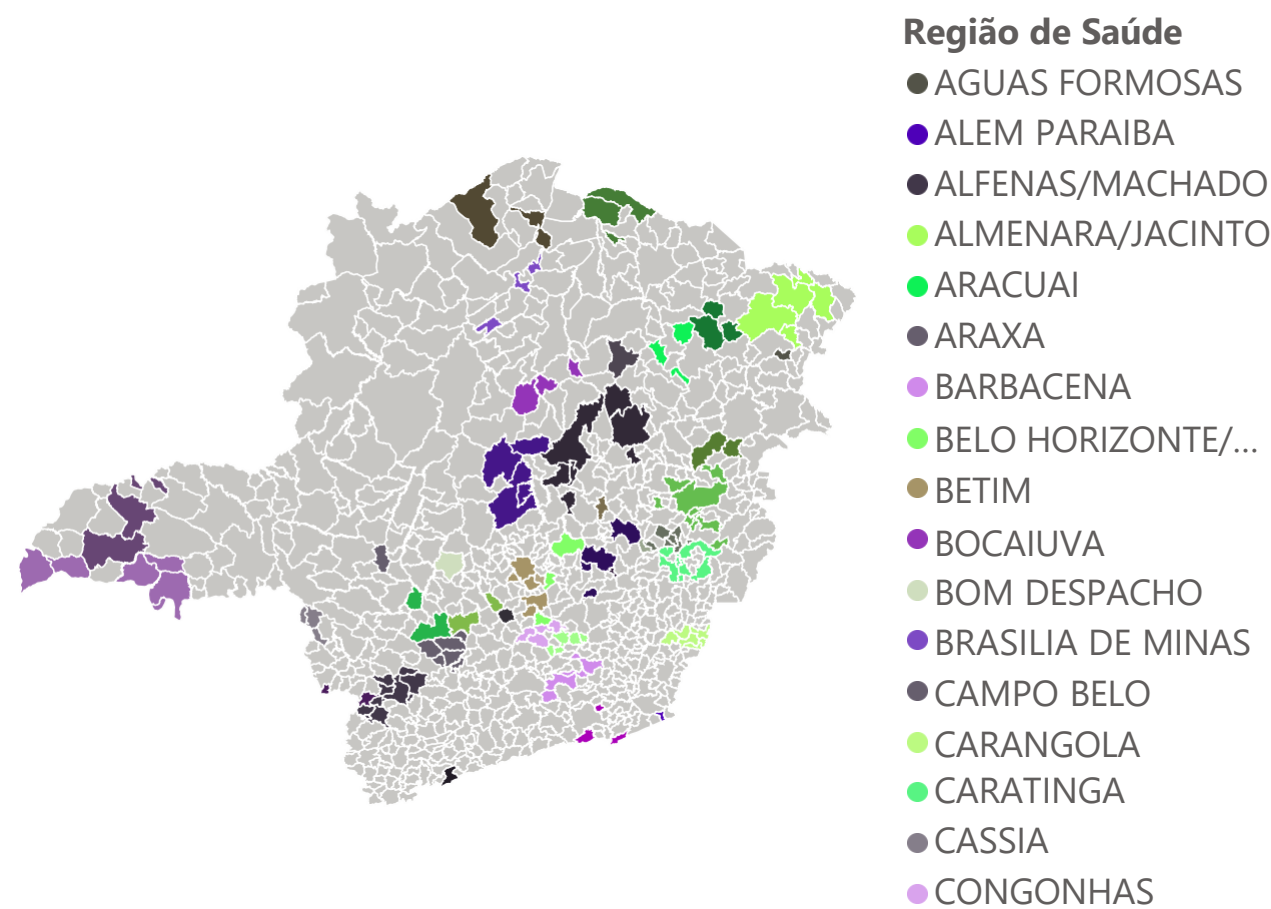 Região de Saúde
AGUAS FORMOSAS
ALEM PARAIBA
ALFENAS/MACHADO
ALMENARA/JACINTO
ARACUAI
ARAXA
BARBACENA
BELO HORIZONTE/...
BETIM
BOCAIUVA
BOM DESPACHO
BRASILIA DE MINAS
CAMPO BELO
CARANGOLA
CARATINGA
CASSIA
CONGONHAS